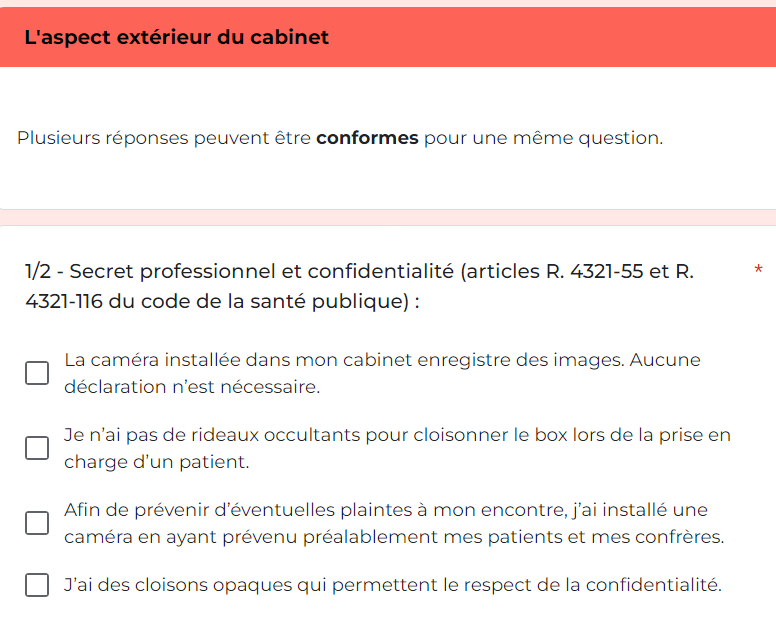 L'aspect extérieur du cabinet
Plusieurs réponses peuvent être conformes pour une même question.
1/2 - Secret professionnel et confidentialité (articles R. 4321-55 et R. *
4321-116 du code de la santé publique) :
La caméra installée dans mon cabinet enregistre des images. Aucune
déclaration n’est nécessaire.
Je n’ai pas de rideaux occultants pour cloisonner le box lors de la prise en
charge d’un patient.
Afin de prévenir d’éventuelles plaintes à mon encontre, j’ai installé une
caméra en ayant prévenu préalablement mes patients et mes confrères.
J’ai des cloisons opaques qui permettent le respect de la confidentialité.